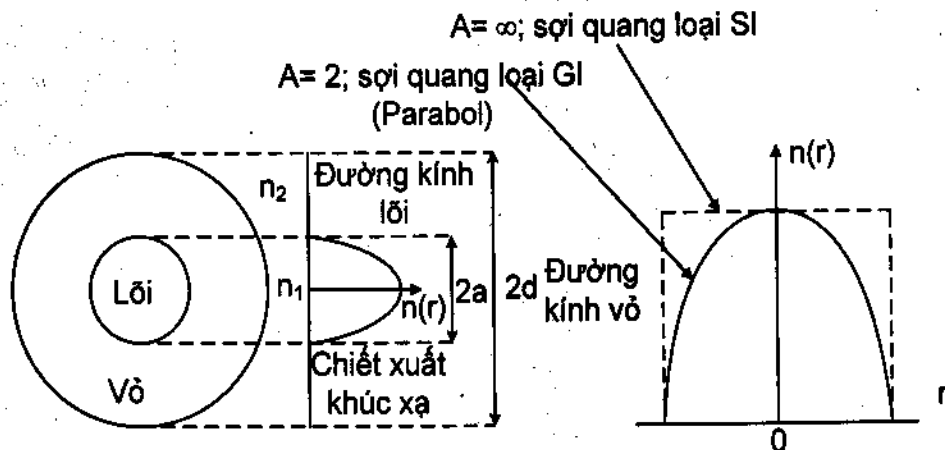 A= ∞; sợi quang loại SI
A= 2; sợi quang loại GI
(Parabol)
n(r)
n₂
Đường kính
lõi
Lõi
n₁
n(r)
2a
2d
Đường
kính vỏ
Chiết xuất
khúc xạ
Vỏ
r
0